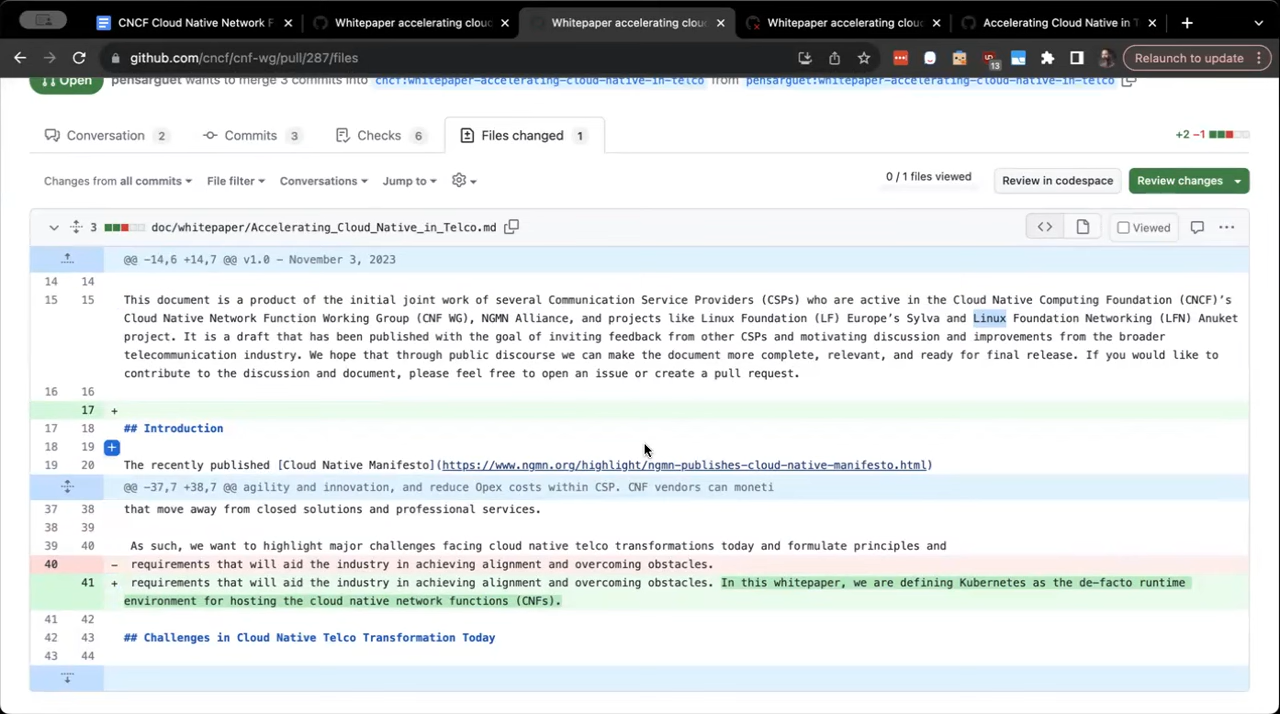 CNCF Cloud Native Network F
Whitepaper accelerating clou
Whitepaper accelerating clou
Whitepaper accelerating clou
Accelerating Cloud Native in T
github.com/cncf/cnf-wg/pull/287/files
13
Relaunch to update
Open
pensarguet wants to merge 3 commits into cncf:whitepaper-accelerating-cloud-native-in-telco from pensarguet:whitepaper-accelerating-cloud-native-in-telco
Conversation 2
Commits 3
Checks 6
Files changed 1
+2 −1
Changes from all commits
File filter
Conversations
Jump to
0 / 1 files viewed
Review in codespace
Review changes
3 doc/whitepaper/Accelerating_Cloud_Native_in_Telco.md
Viewed
@@ -14,6 +14,7 @@ v1.0 – November 3, 2023
14 14
15 15 This document is a product of the initial joint work of several Communication Service Providers (CSPs) who are active in the Cloud Native Computing Foundation (CNCF)’s
Cloud Native Network Function Working Group (CNF WG), NGMN Alliance, and projects like Linux Foundation (LF) Europe’s Sylva and Linux Foundation Networking (LFN) Anuket
project. It is a draft that has been published with the goal of inviting feedback from other CSPs and motivating discussion and improvements from the broader
telecommunication industry. We hope that through public discourse we can make the document more complete, relevant, and ready for final release. If you would like to
contribute to the discussion and document, please feel free to open an issue or create a pull request.
16 16
17 +
17 18 ## Introduction
18 19
19 20 The recently published [Cloud Native Manifesto](https://www.ngmn.org/highlight/ngmn-publishes-cloud-native-manifesto.html)
@@ -37,7 +38,7 @@ agility and innovation, and reduce Opex costs within CSP. CNF vendors can moneti
37 38 that move away from closed solutions and professional services.
38 39
39 40 As such, we want to highlight major challenges facing cloud native telco transformations today and formulate principles and
40 - requirements that will aid the industry in achieving alignment and overcoming obstacles.
41 + requirements that will aid the industry in achieving alignment and overcoming obstacles. In this whitepaper, we are defining Kubernetes as the de-facto runtime
environment for hosting the cloud native network functions (CNFs).
41 42
42 43 ## Challenges in Cloud Native Telco Transformation Today
43 44